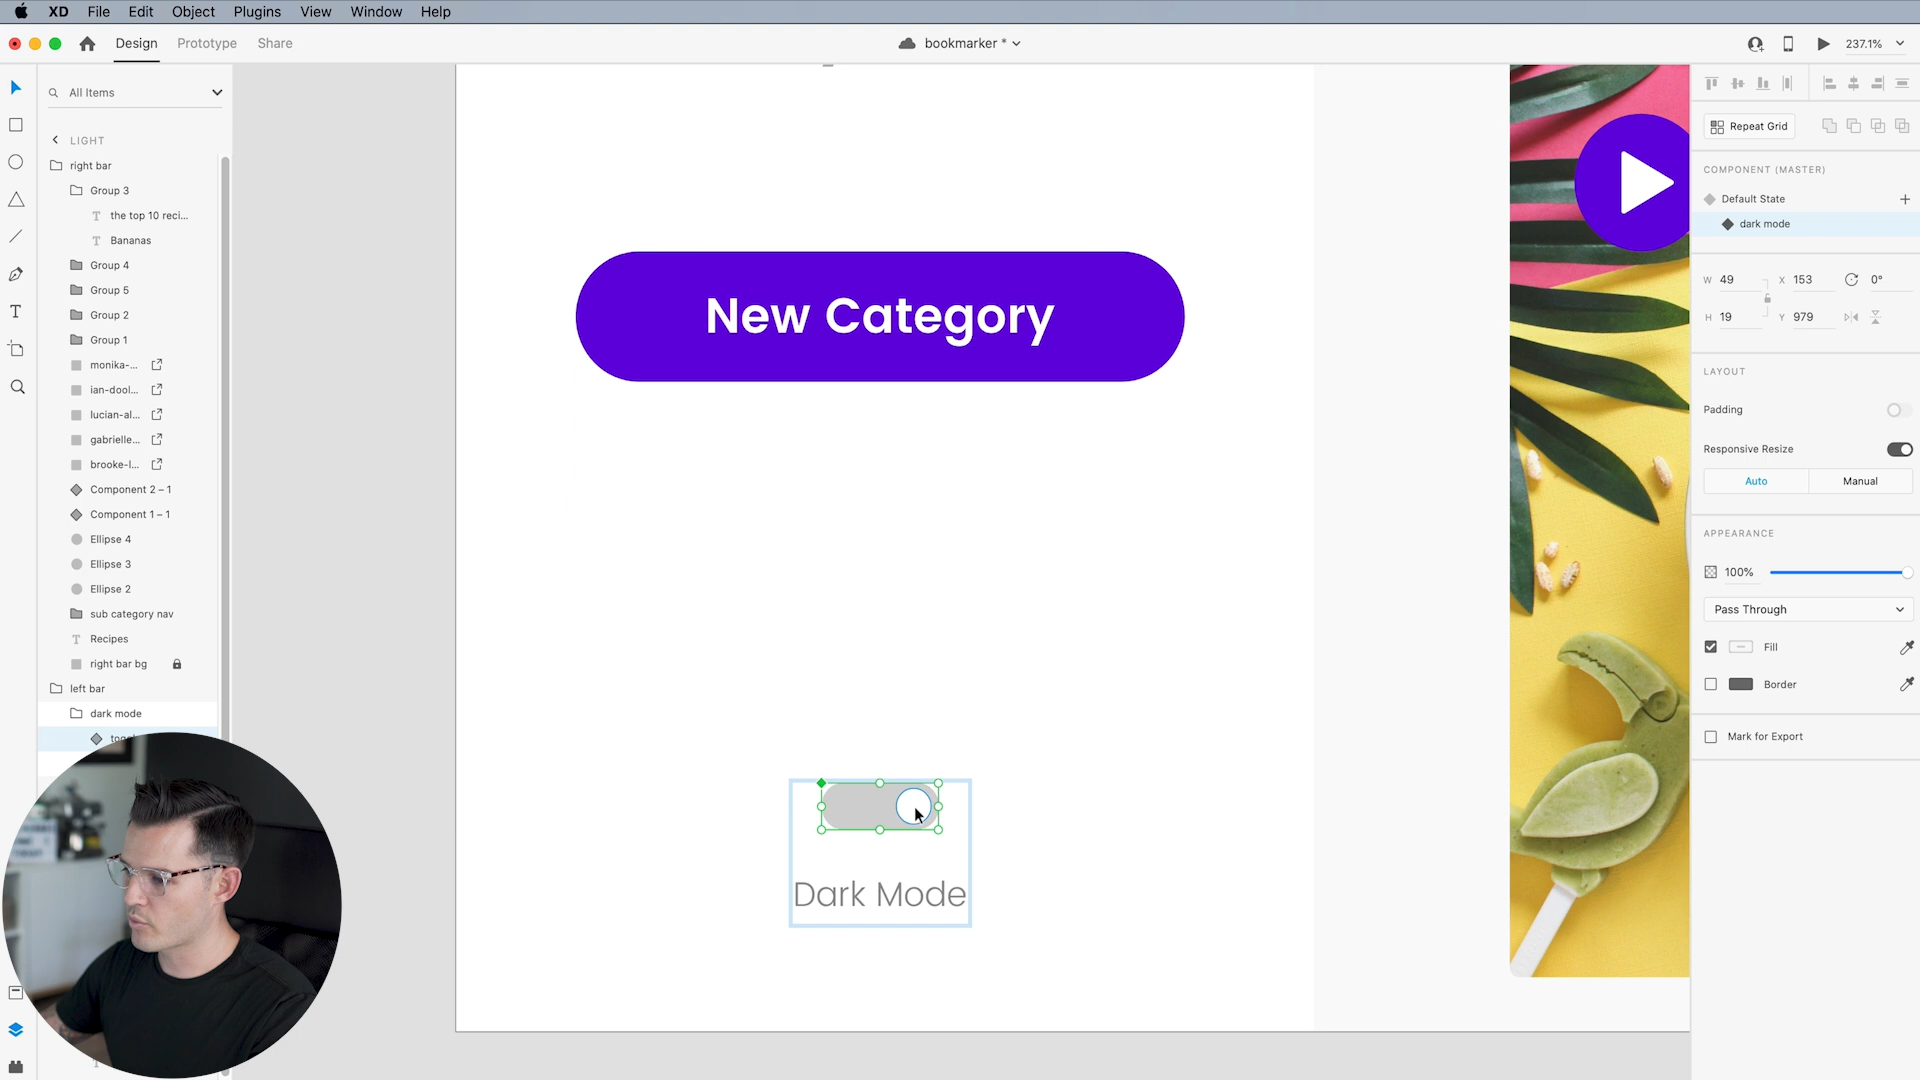 XD File Edit Object Plugins View Window Help
Design Prototype Share
bookmarker *
237.1%
All Items
LIGHT
right bar
Group 3
the top 10 reci...
Bananas
Group 4
Group 5
Group 2
Group 1
monika-...
ian-dool...
lucian-al...
gabrielle...
brooke-l...
Component 2 – 1
Component 1 – 1
Ellipse 4
Ellipse 3
Ellipse 2
sub category nav
Recipes
right bar bg
left bar
dark mode
New Category
Dark Mode
Repeat Grid
COMPONENT (MASTER)
Default State
dark mode
W 49 X 153 0°
H 19 Y 979
LAYOUT
Padding
Responsive Resize
Auto Manual
APPEARANCE
100%
Pass Through
Fill
Border
Mark for Export